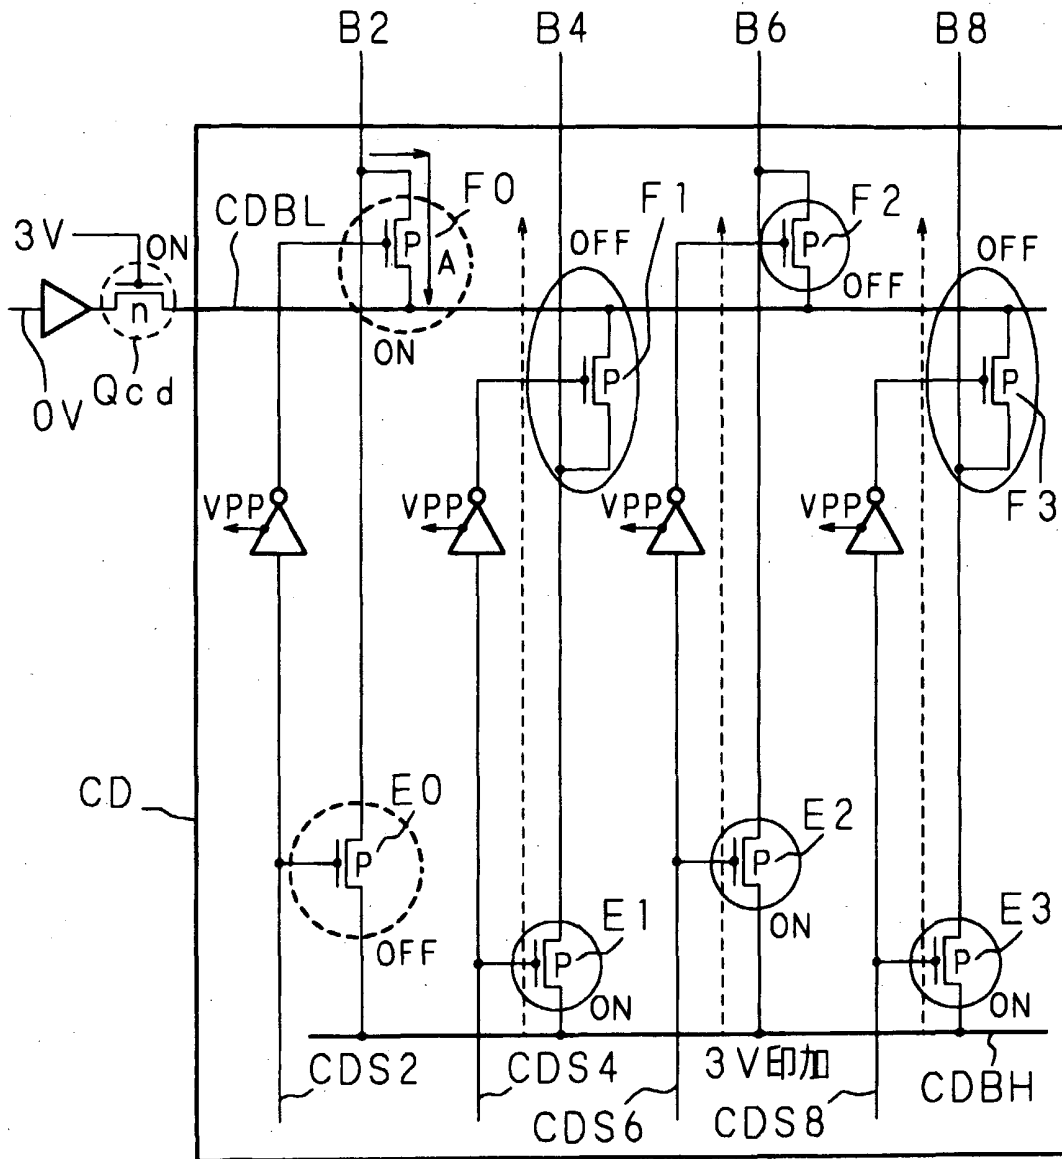 B2 B4 B6 B8
F0
F1
F2
CDBL
3V
ON
OFF
OFF
P
P
A
OFF
n
ON
Qcd
0V
P
P
F3
VPP
VPP
VPP
VPP
CD
E0
P
E2
P
OFF
E1
ON
E3
P
P
ON
ON
CDS2
CDS4
3V印加
CDBH
CDS6
CDS8